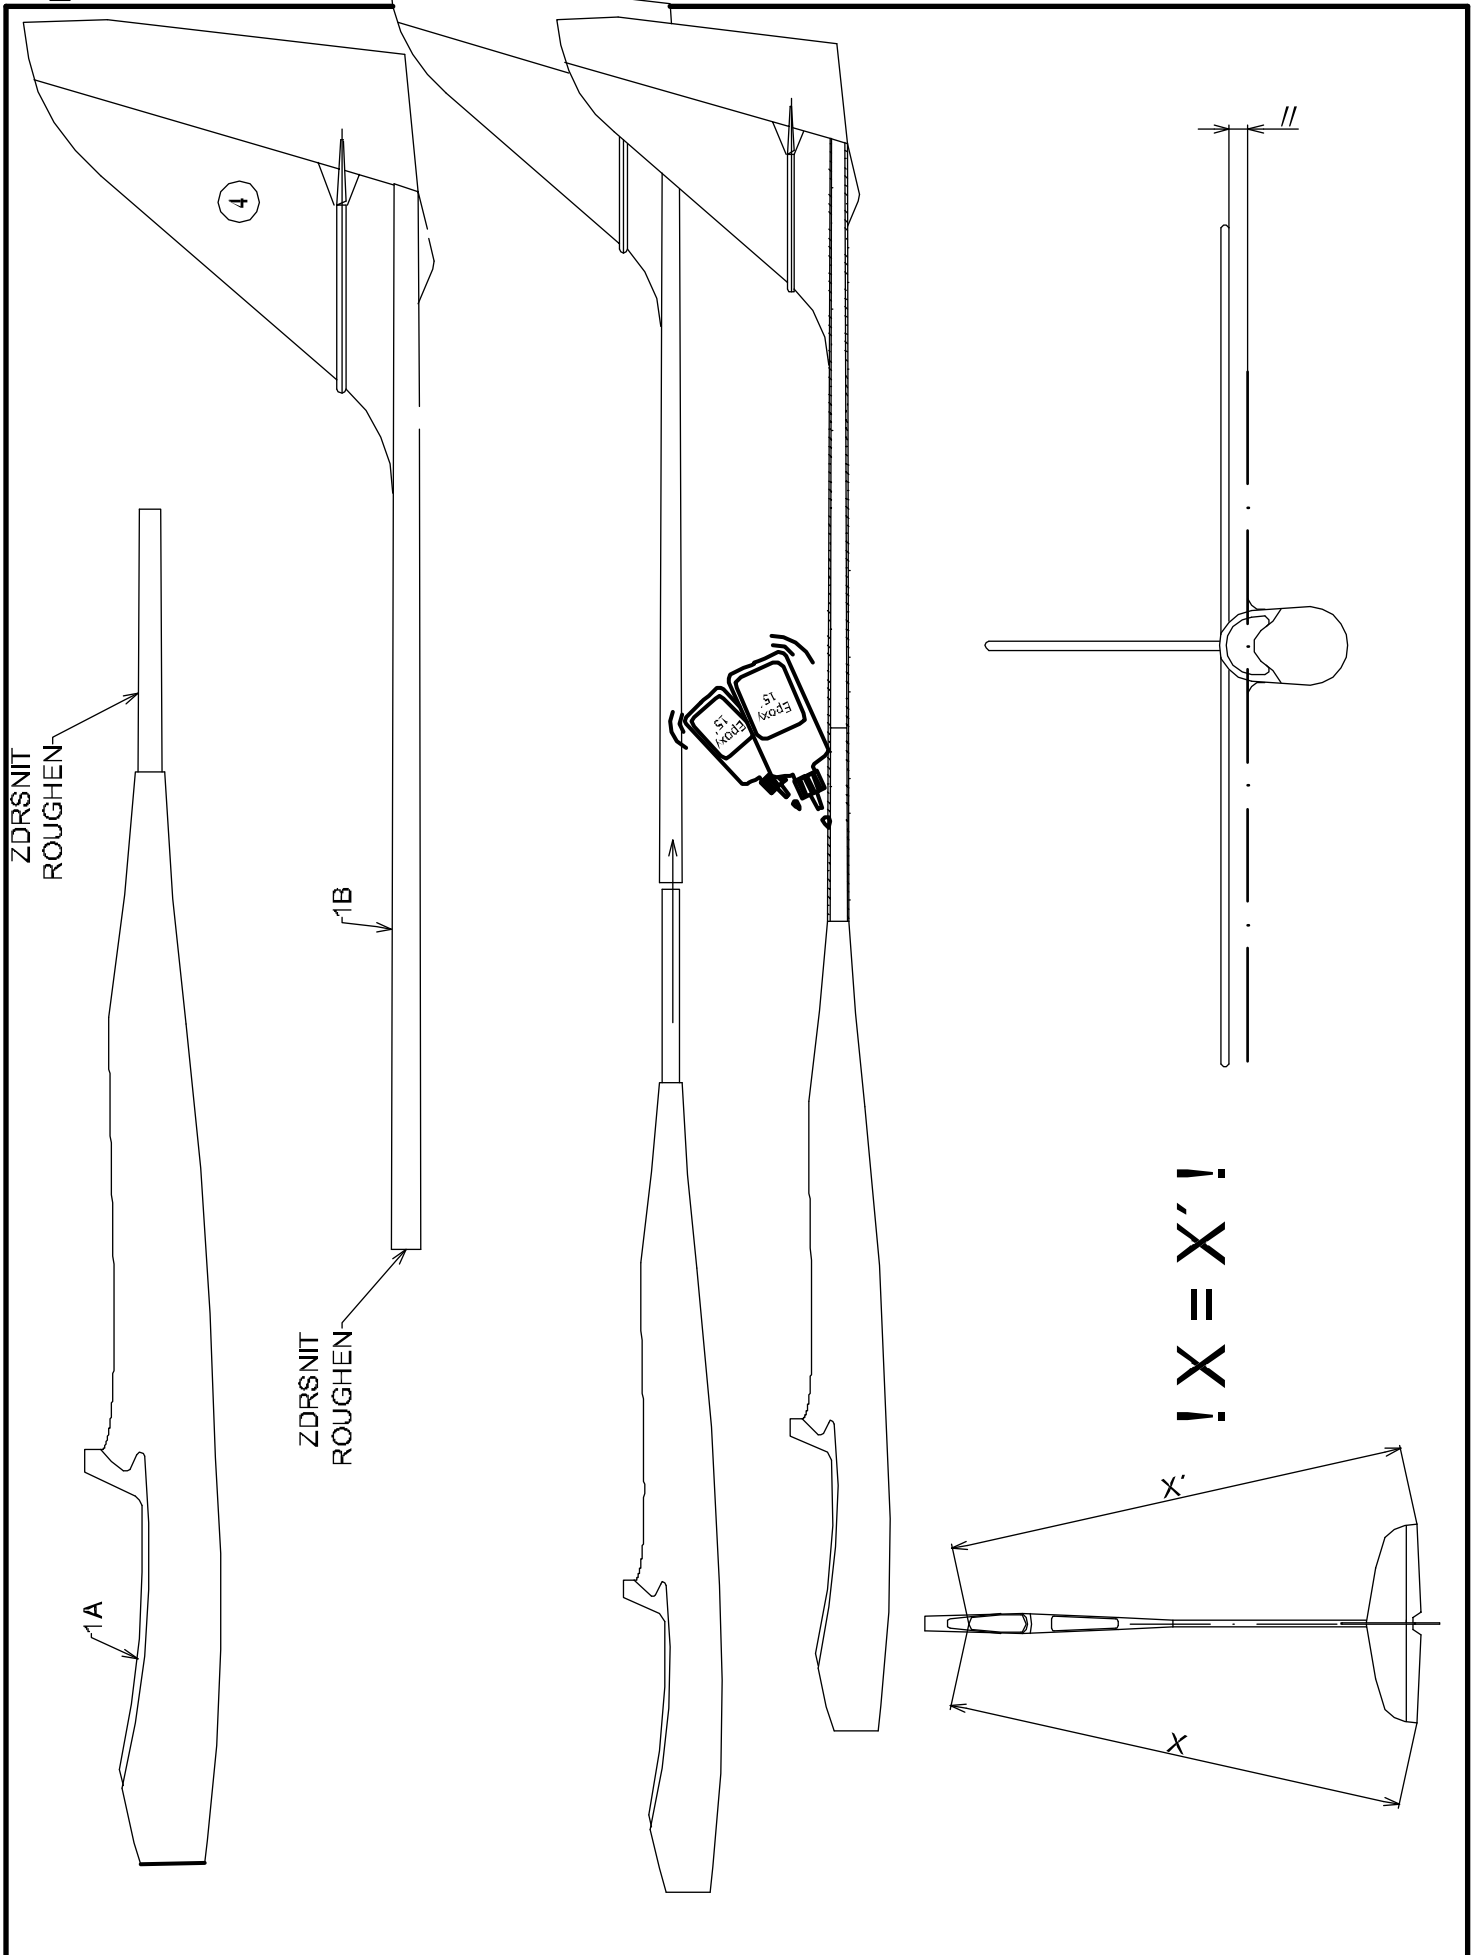 ZDRSNIT
ROUGHEN
4
1B
ZDRSNIT
ROUGHEN
1A
Epoxy
15'
Epoxy
15'
//
! X = X´ !
X´
X